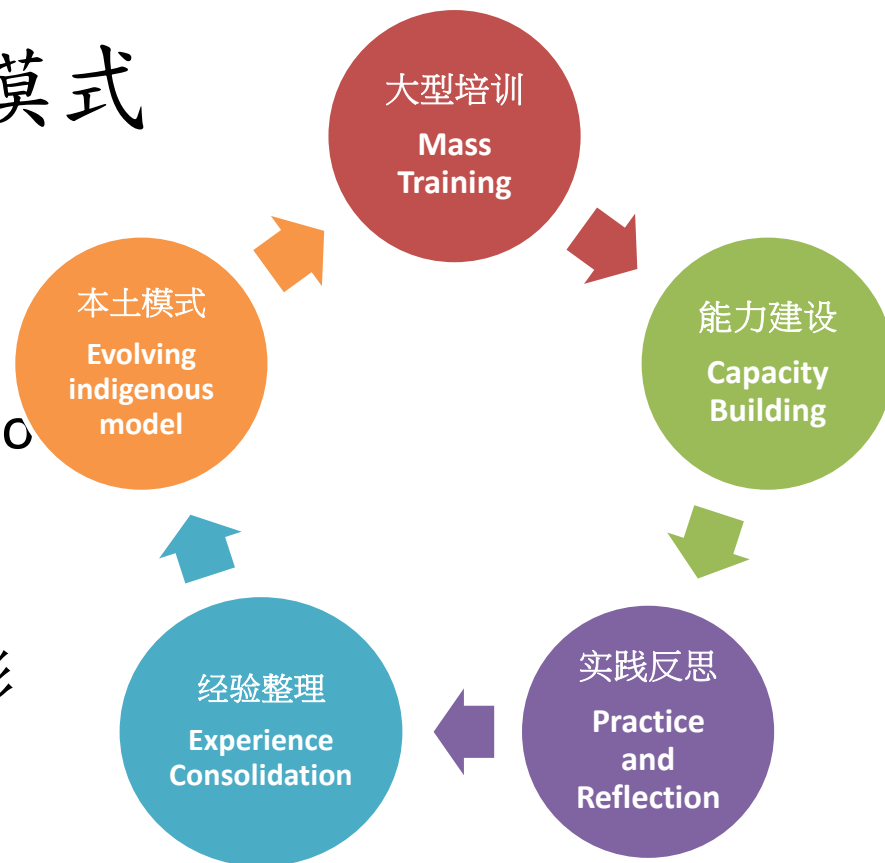 模式
大型培训
Mass
Training
能力建设
Capacity
Building
实践反思
Practice
and
Reflection
经验整理
Experience
Consolidation
本土模式
Evolving
indigenous
model